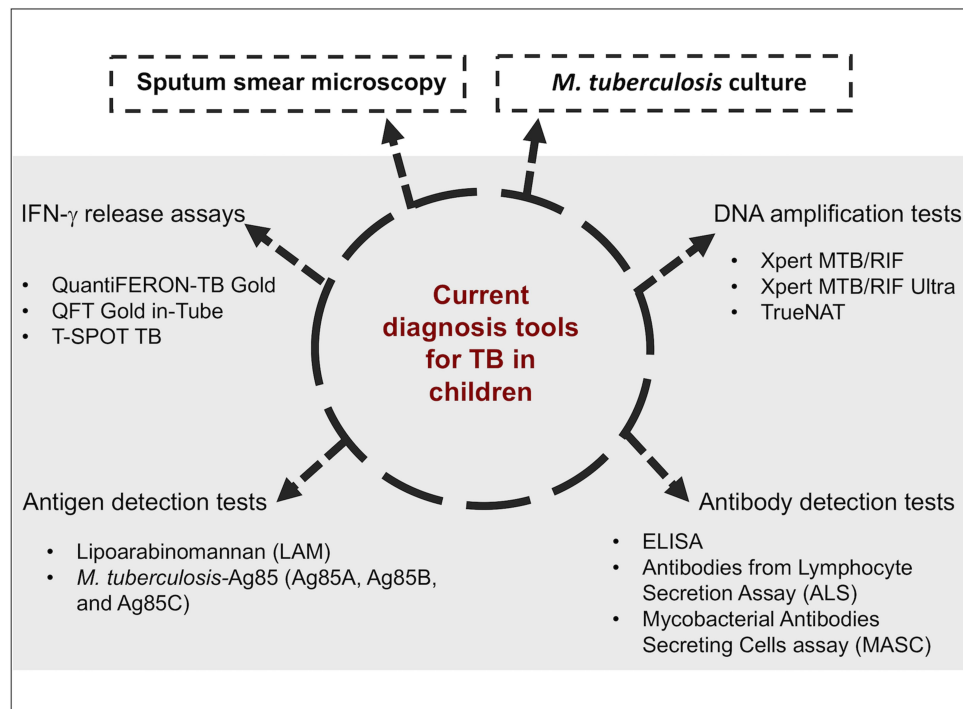 Sputum smear microscopy
M. tuberculosis culture
IFN-γ release assays
• QuantiFERON-TB Gold
• QFT Gold in-Tube
• T-SPOT TB
DNA amplification tests
• Xpert MTB/RIF
• Xpert MTB/RIF Ultra
• TrueNAT
Current
diagnosis tools
for TB in
children
Antigen detection tests
• Lipoarabinomannan (LAM)
• M. tuberculosis-Ag85 (Ag85A, Ag85B,
and Ag85C)
Antibody detection tests
• ELISA
• Antibodies from Lymphocyte
Secretion Assay (ALS)
• Mycobacterial Antibodies
Secreting Cells assay (MASC)